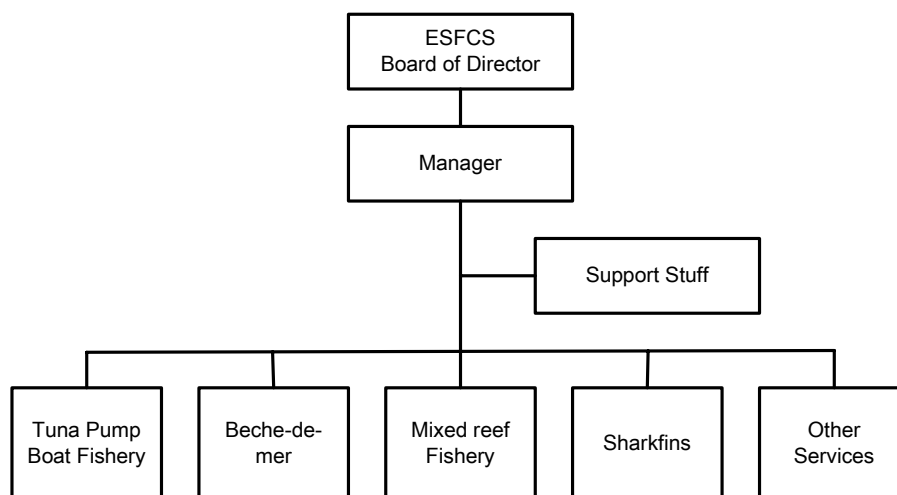 ESFCS
Board of Director
Manager
Support Stuff
Tuna Pump
Boat Fishery
Beche-de-
mer
Mixed reef
Fishery
Sharkfins
Other
Services